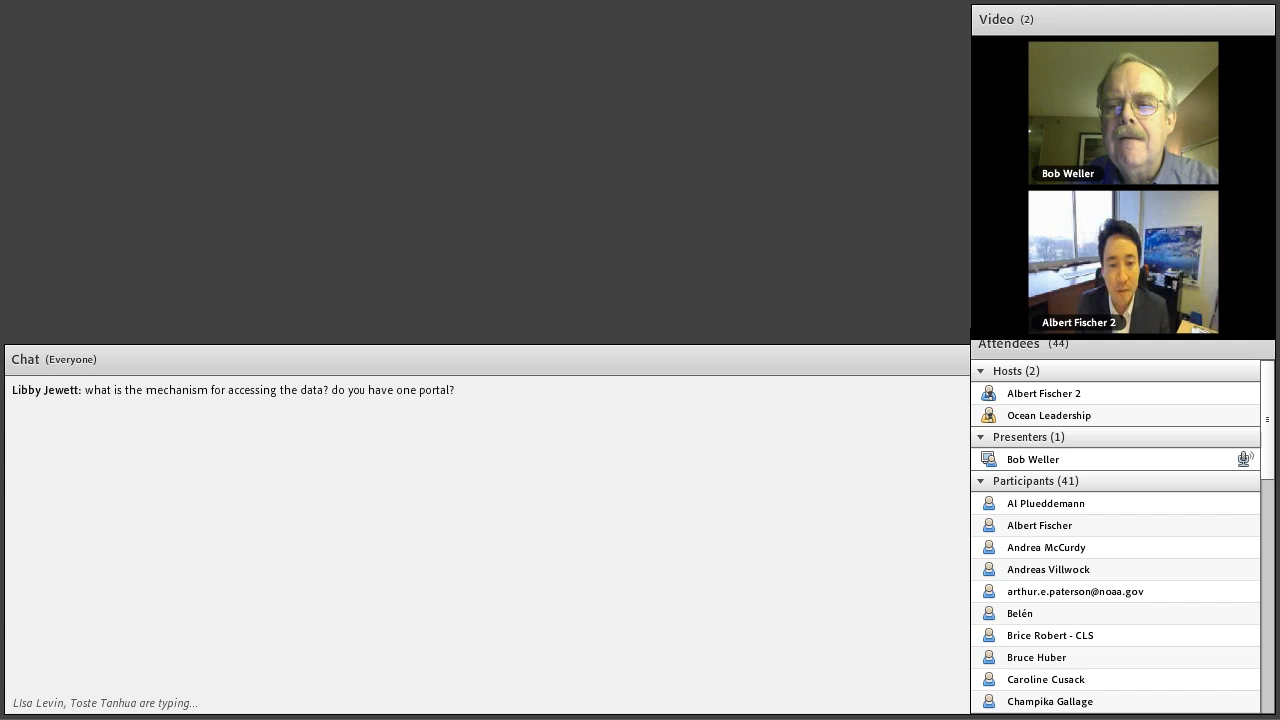 Video (2)
Bob Weller
Albert Fischer 2
Chat (Everyone)
Libby Jewett: what is the mechanism for accessing the data? do you have one portal?
LIsa Levin, Toste Tanhua are typing...
Attendees (44)
Hosts (2)
Albert Fischer 2
Ocean Leadership
Presenters (1)
Bob Weller
Participants (41)
Al Plueddemann
Albert Fischer
Andrea McCurdy
Andreas Villwock
arthur.e.paterson@noaa.gov
Belén
Brice Robert - CLS
Bruce Huber
Caroline Cusack
Champika Gallage